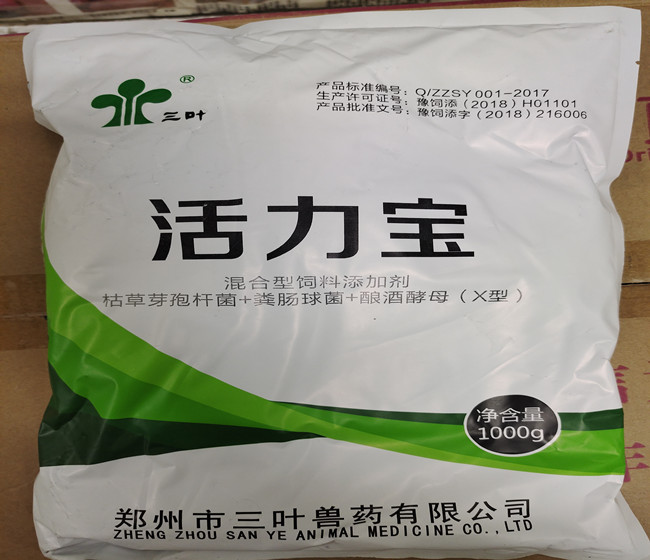 ®
三叶
产品标准编号：Q/ZZSY 001-2017
生产许可证号：豫饲添（2018）H01101
产品批准文号：豫饲添字（2018）216006
活力宝
混合型饲料添加剂
枯草芽孢杆菌+粪肠球菌+酿酒酵母（X型）
净含量
1000g
郑州市三叶兽药有限公司
ZHENG ZHOU SAN YE ANIMAL MEDICINE CO.,LTD